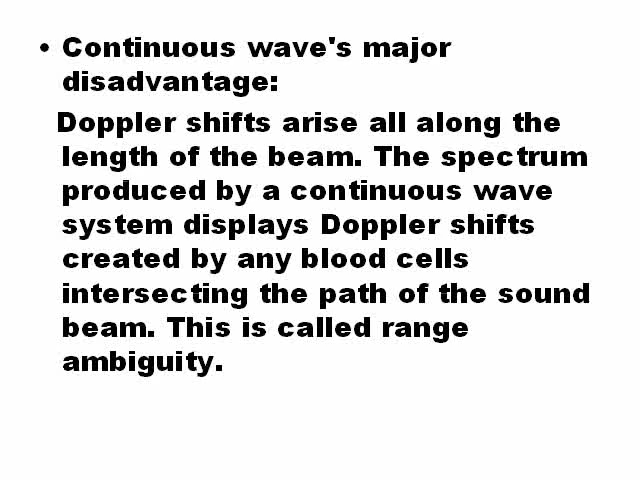 • Continuous wave's major
disadvantage:
Doppler shifts arise all along the
length of the beam. The spectrum
produced by a continuous wave
system displays Doppler shifts
created by any blood cells
intersecting the path of the sound
beam. This is called range
ambiguity.